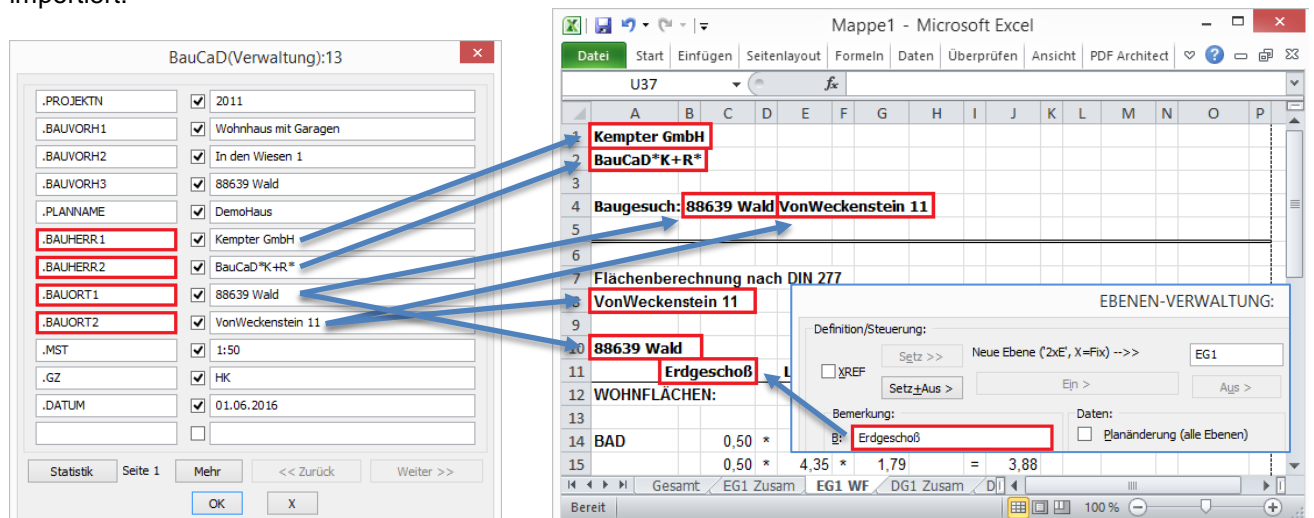 importiert.
BauCaD(Verwaltung):13
.PROJEKTN 2011
.BAUVORH1 Wohnhaus mit Garagen
.BAUVORH2 In den Wiesen 1
.BAUVORH3 88639 Wald
.PLANNAME DemoHaus
.BAUHERR1 Kempter GmbH
.BAUHERR2 BauCaD*K+R*
.BAUORT1 88639 Wald
.BAUORT2 VonWeckenstein 11
.MST 1:50
.GZ HK
.DATUM 01.06.2016
Statistik Seite 1 Mehr << Zurück Weiter >>
OK X
Mappe1 - Microsoft Excel
Datei Start Einfügen Seitenlayout Formeln Daten Überprüfen Ansicht PDF Architect
U37 fx
A B C D E F G H I J K L M N O P
1 Kempter GmbH
2 BauCaD*K+R*
3
4 Baugesuch: 88639 Wald VonWeckenstein 11
5
6
7 Flächenberechnung nach DIN 277
8 VonWeckenstein 11
9
10 88639 Wald
11 Erdgeschoß L
12 WOHNFLÄCHEN:
13
14 BAD 0,50 *
15 0,50 * 4,35 * 1,79 = 3,88
EBENEN-VERWALTUNG:
Definition/Steuerung:
Setz >> Neue Ebene ('2xE', X=Fix) -->> EG1
XREF
Setz+Aus > Ein > Aus >
Bemerkung: Daten:
B: Erdgeschoß Planänderung (alle Ebenen)
Gesamt EG1 Zusam EG1 WF DG1 Zusam D
Bereit 100 %